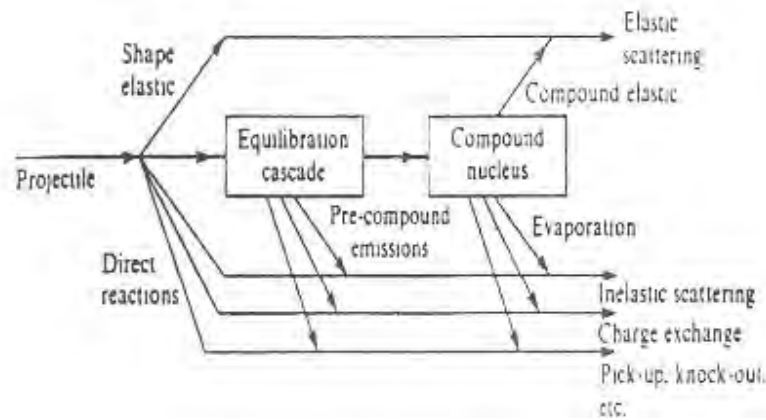 Elastic
scattering
Shape
elastic
Compound elastic
Equilibration
cascade
Compound
nucleus
Projectile
Pre-compound
emissions
Evaporation
Direct
reactions
Inelastic scattering
Charge exchange
Pick-up, knock-out,
etc.